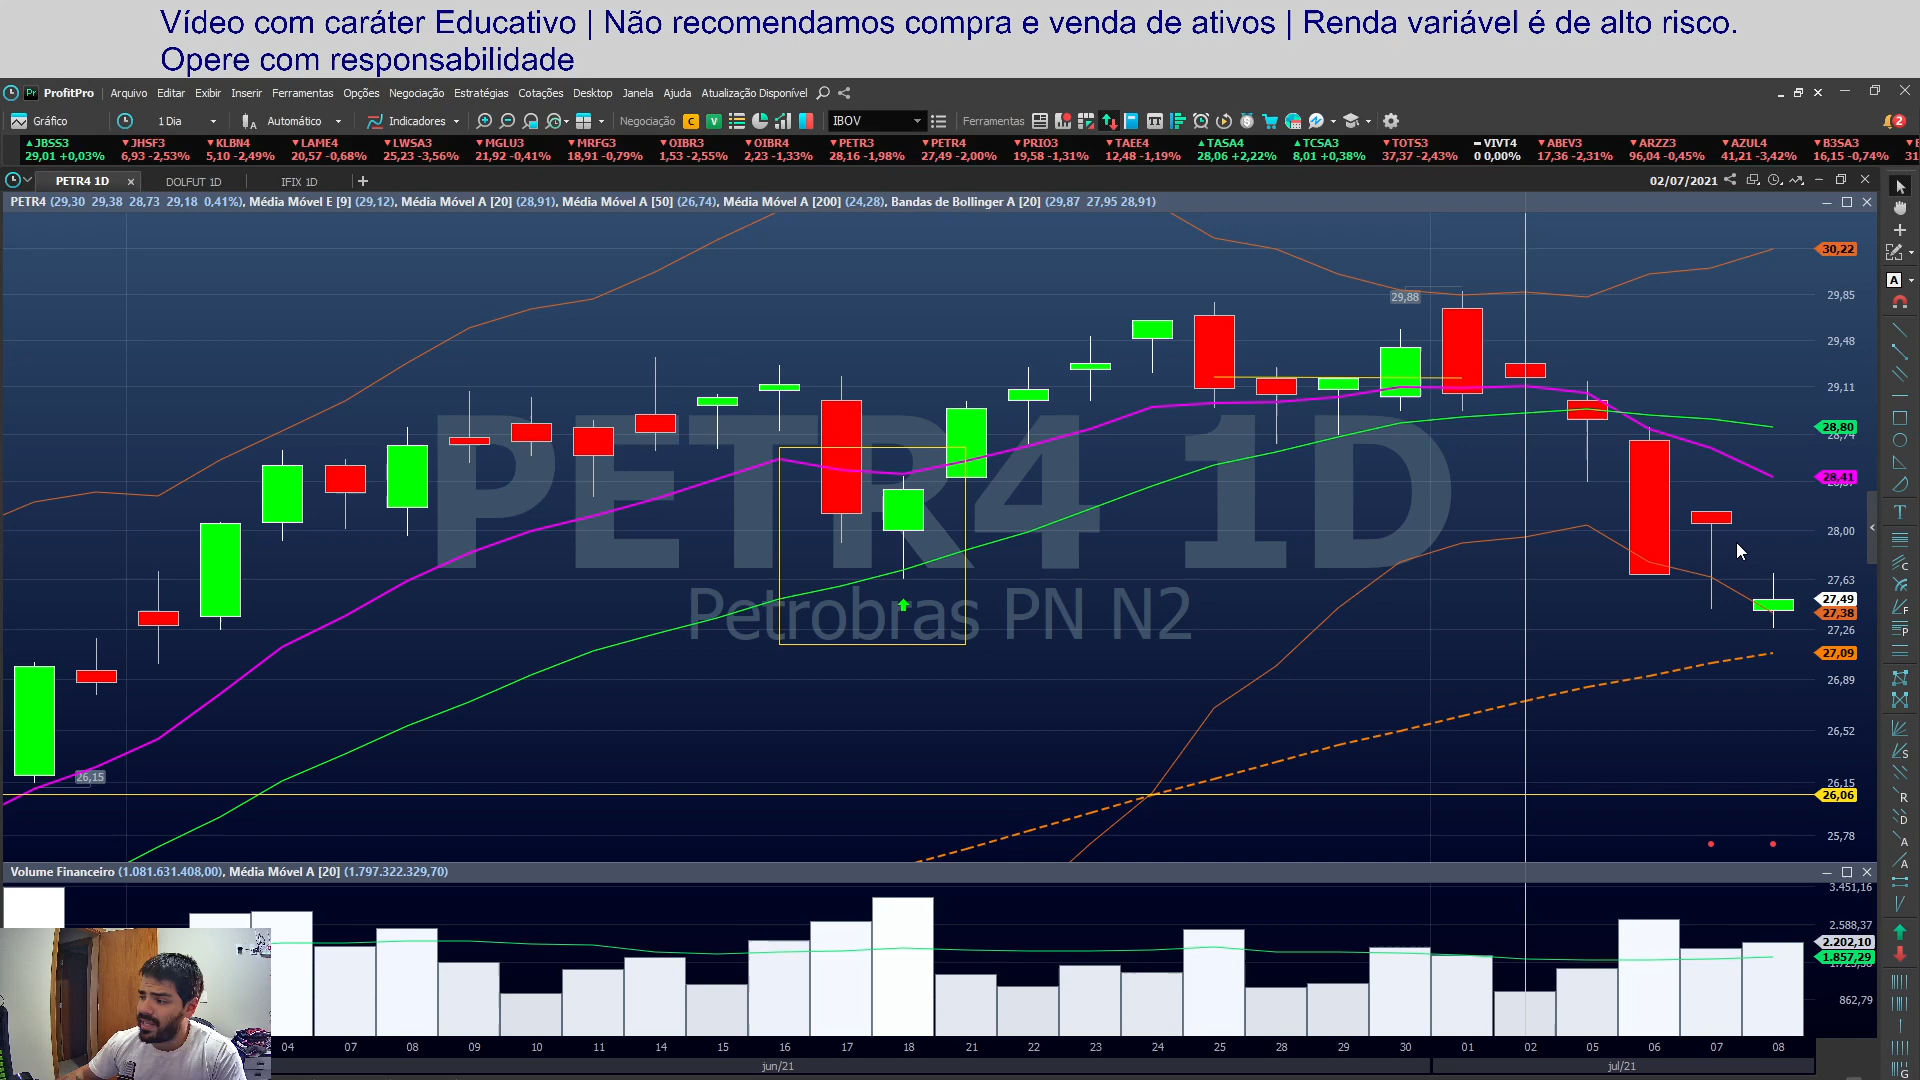 Vídeo com caráter Educativo | Não recomendamos compra e venda de ativos | Renda variável é de alto risco.
Opere com responsabilidade
ProfitPro Arquivo Editar Exibir Inserir Ferramentas Opções Negociação Estratégias Cotações Desktop Janela Ajuda Atualização Disponível
Gráfico 1 Dia Automático Indicadores Negociação C V IBOV Ferramentas 2
JBSS3 JHSF3 KLBN4 LAME4 LWSA3 MGLU3 MRFG3 OIBR3 OIBR4 PETR3 PETR4 PRIO3 TAEE4 TASA4 TCSA3 TOTS3 VIVT4 ABEV3 ARZZ3 AZUL4 B3SA3
29,01 +0,03% 6,93 -2,53% 5,10 -2,49% 20,57 -0,68% 25,23 -3,56% 21,92 -0,41% 18,91 -0,79% 1,53 -2,55% 2,23 -1,33% 28,16 -1,98% 27,49 -2,00% 19,58 -1,31% 12,48 -1,19% 28,06 +2,22% 8,01 +0,38% 37,37 -2,43% 0 0,00% 17,36 -2,31% 96,04 -0,45% 41,21 -3,42% 16,15 -0,74% 31
PETR4 1D DOLFUT 1D IFIX 1D 02/07/2021
PETR4 (29,30 29,38 28,73 29,18 0,41%), Média Móvel E [9] (29,12), Média Móvel A [20] (28,91), Média Móvel A [50] (26,74), Média Móvel A [200] (24,28), Bandas de Bollinger A [20] (29,87 27,95 28,91)
30,22
29,88
29,85
29,48
29,11
28,80
28,74
28,41
28,00
27,63
27,49
27,38
27,26
27,09
26,89
26,52
26,15
26,15
26,06
25,78
PETR4 1D
Petrobras PN N2
Volume Financeiro (1.081.631.408,00), Média Móvel A [20] (1.797.322.329,70)
3.451,16
2.588,37
2.202,10
1.857,29
862,79
04 07 08 09 10 11 14 15 16 17 18 21 22 23 24 25 28 29 30 01 02 05 06 07 08
jun/21 jul/21